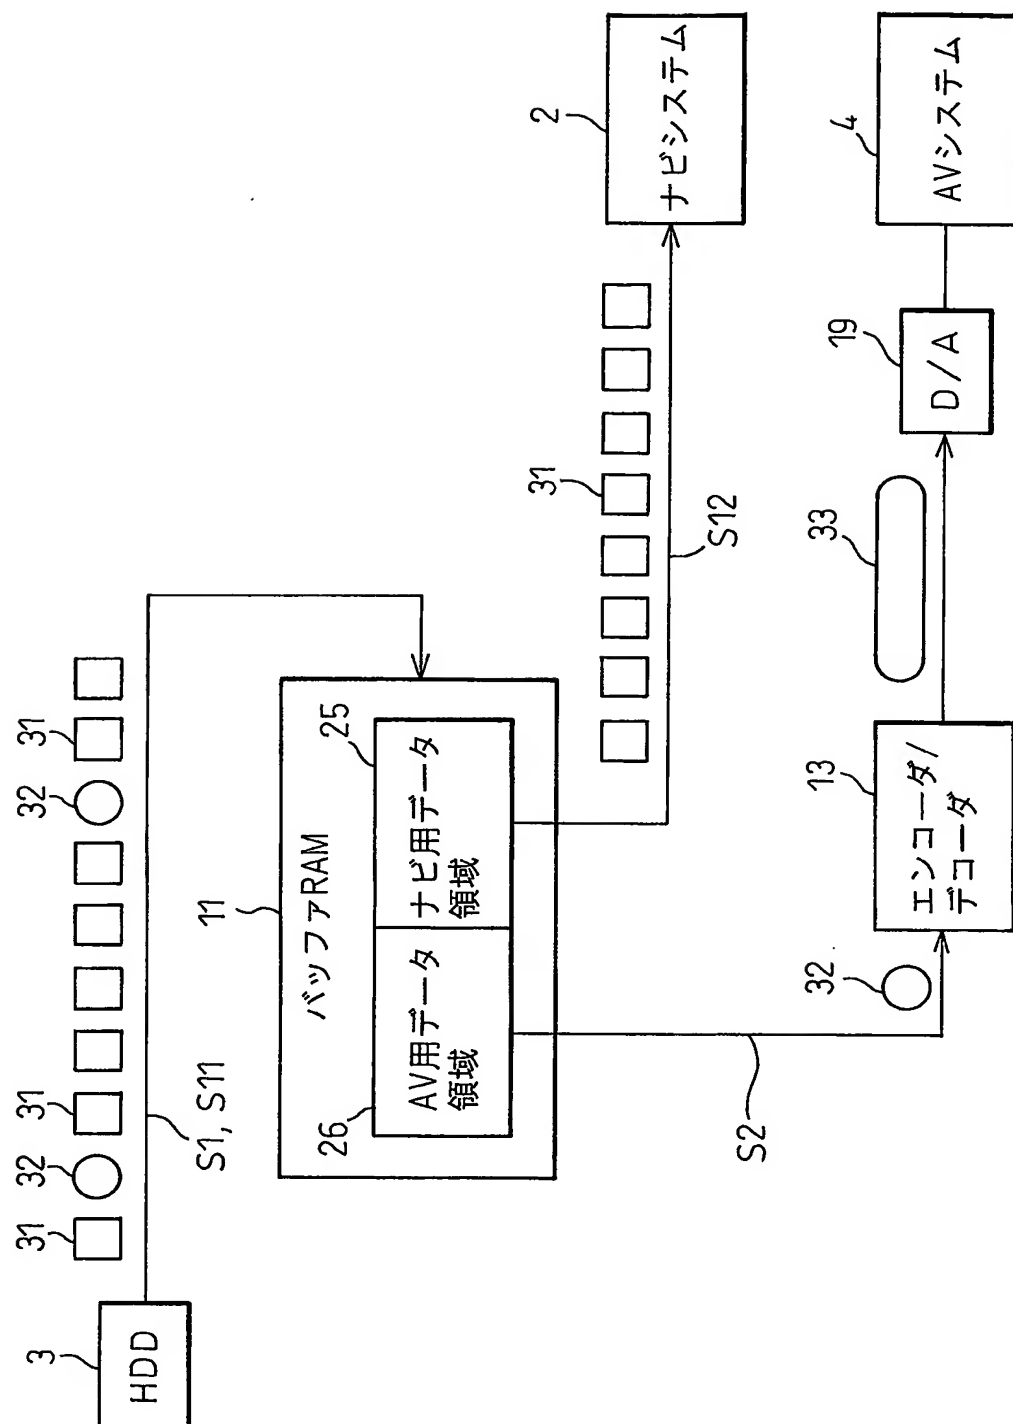 3
HDD
31
32
31
32
31
S1, S11
11
バッファRAM
26
AV用データ
領域
25
ナビ用データ
領域
31
S12
2
ナビシステム
S2
32
13
エンコーダ/
デコーダ
33
19
D/A
4
AVシステム